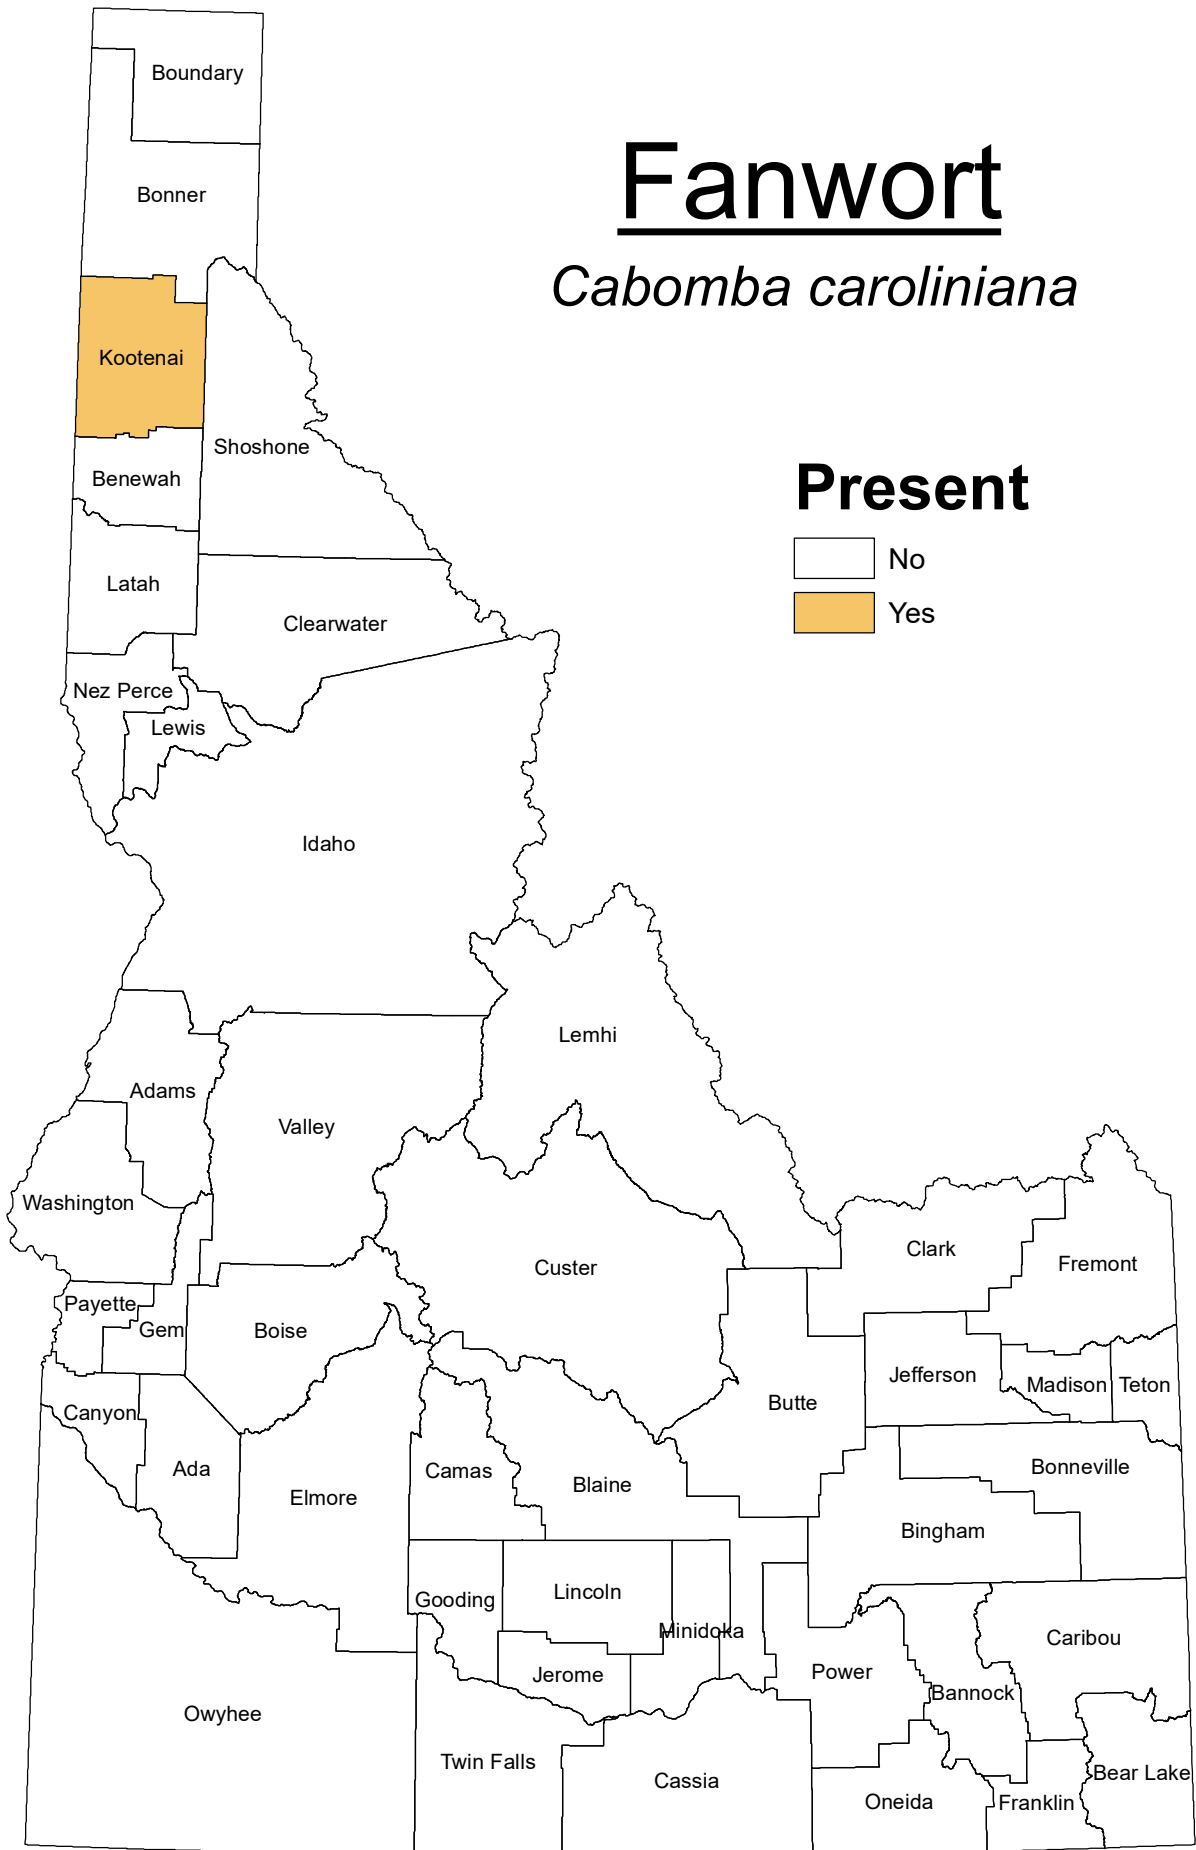 Boundary
Fanwort
Bonner
Cabomba caroliniana
Kootenai
Shoshone
Benewah
Present
No
Latah
Yes
Clearwater
Nez Perce
Lewis
Idaho
Lemhi
Adams
Valley
Washington
Clark
Custer
Fremont
Payette
Gem
Boise
Jefferson
Madison
Teton
Butte
Canyon
Ada
Camas
Blaine
Bonneville
Elmore
Bingham
Gooding
Lincoln
Minidoka
Caribou
Jerome
Power
Bannock
Owyhee
Twin Falls
Cassia
Bear Lake
Oneida
Franklin